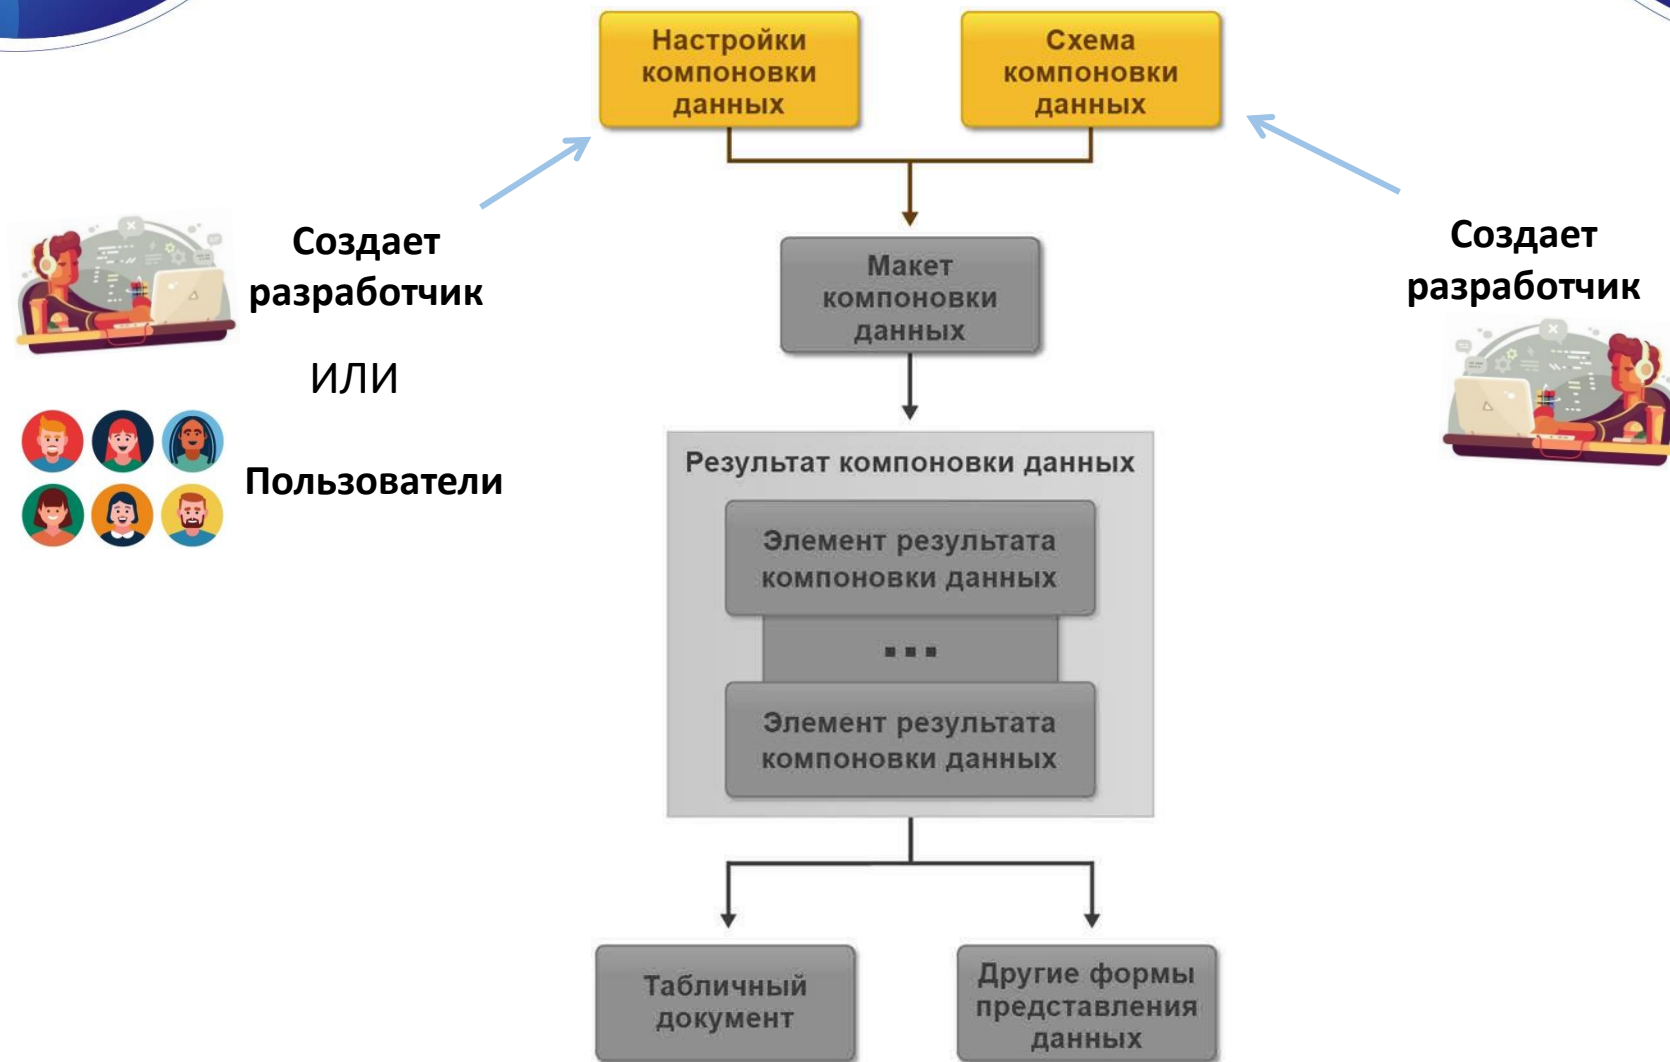 Настройки
компоновки
данных
Схема
компоновки
данных
Создает
разработчик
ИЛИ
Пользователи
Создает
разработчик
Макет
компоновки
данных
Результат компоновки данных
Элемент результата
компоновки данных
...
Элемент результата
компоновки данных
Табличный
документ
Другие формы
представления
данных